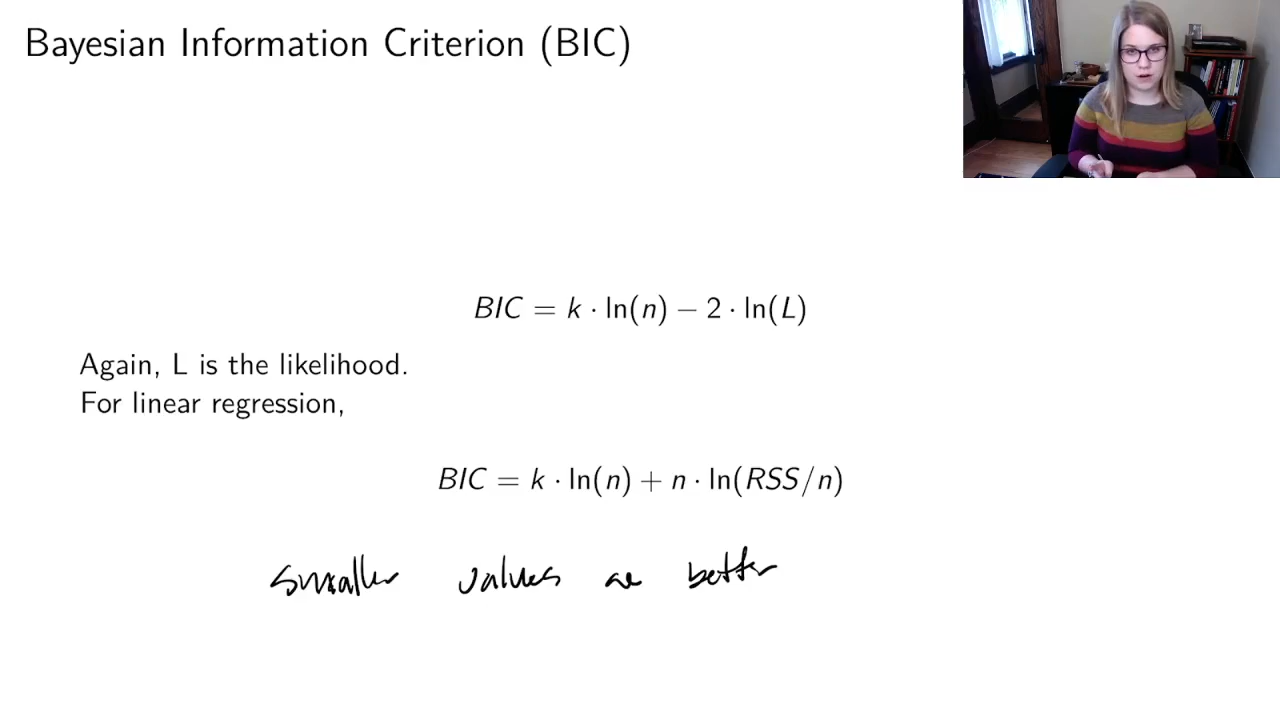 Bayesian Information Criterion (BIC)
BIC = k · ln(n) − 2 · ln(L)
Again, L is the likelihood.
For linear regression,
BIC = k · ln(n) + n · ln(RSS/n)
smaller values are better